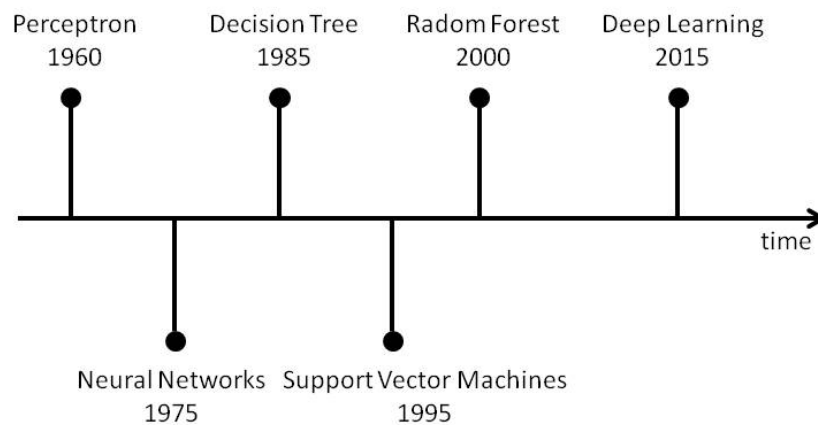 Perceptron
1960
Decision Tree
1985
Radom Forest
2000
Deep Learning
2015
time
Neural Networks
1975
Support Vector Machines
1995